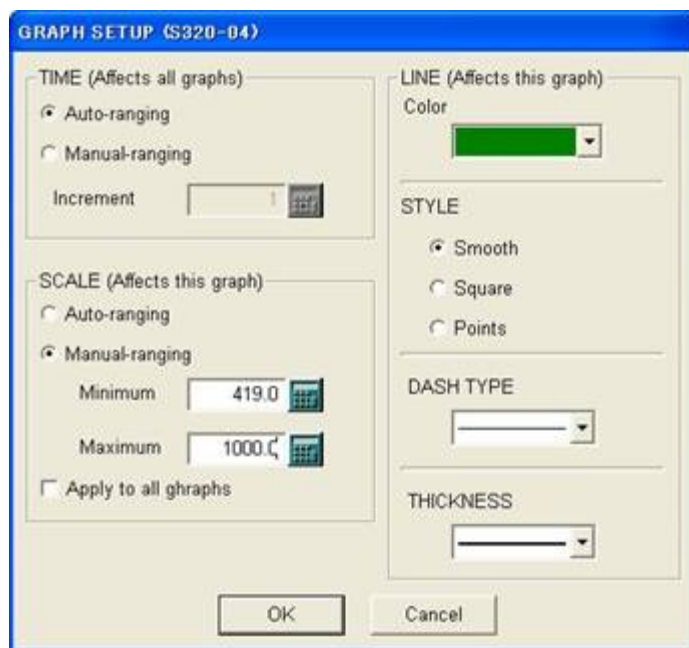 GRAPH SETUP (S320-04)
TIME (Affects all graphs)
Auto-ranging
Manual-ranging
Increment 1
SCALE (Affects this graph)
Auto-ranging
Manual-ranging
Minimum 419.0
Maximum 1000.0
Apply to all ghraphs
LINE (Affects this graph)
Color
STYLE
Smooth
Square
Points
DASH TYPE
THICKNESS
OK Cancel